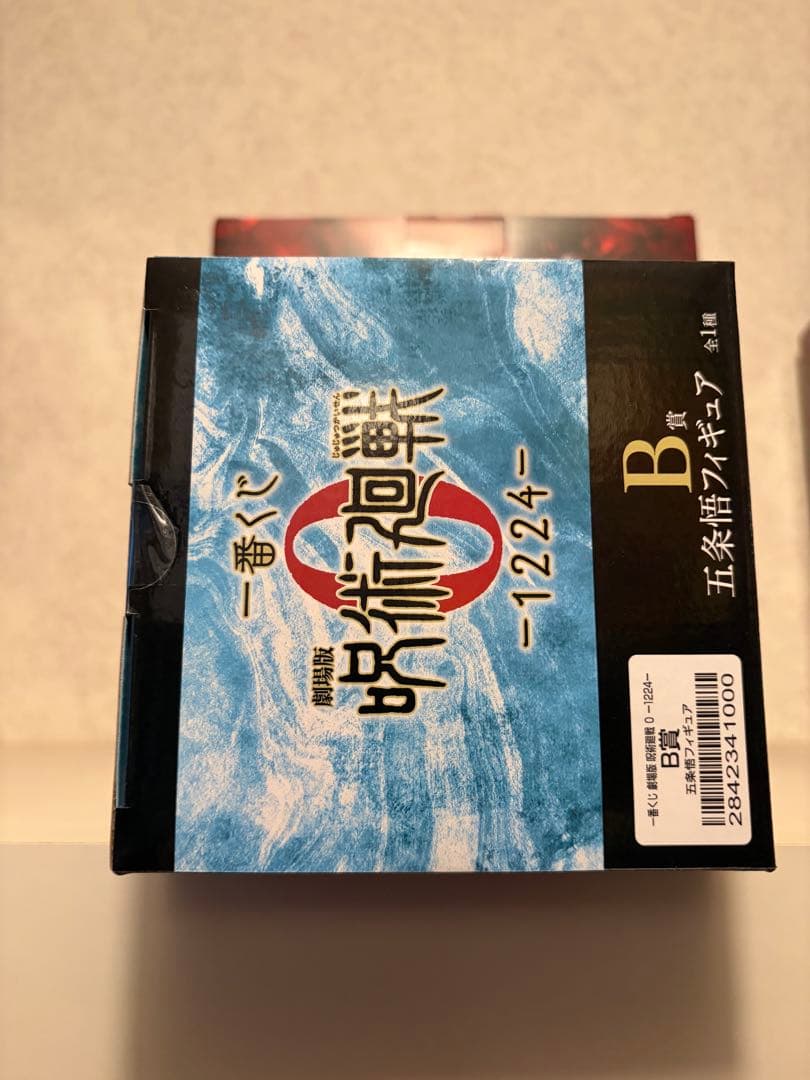 一番くじ
劇場版
呪術廻戦
じゅじゅつかいせん
0
-1224-
B賞
五条悟フィギュア 全1種
一番くじ 劇場版 呪術廻戦 0 -1224-
B賞
五条悟フィギュア
2842341000